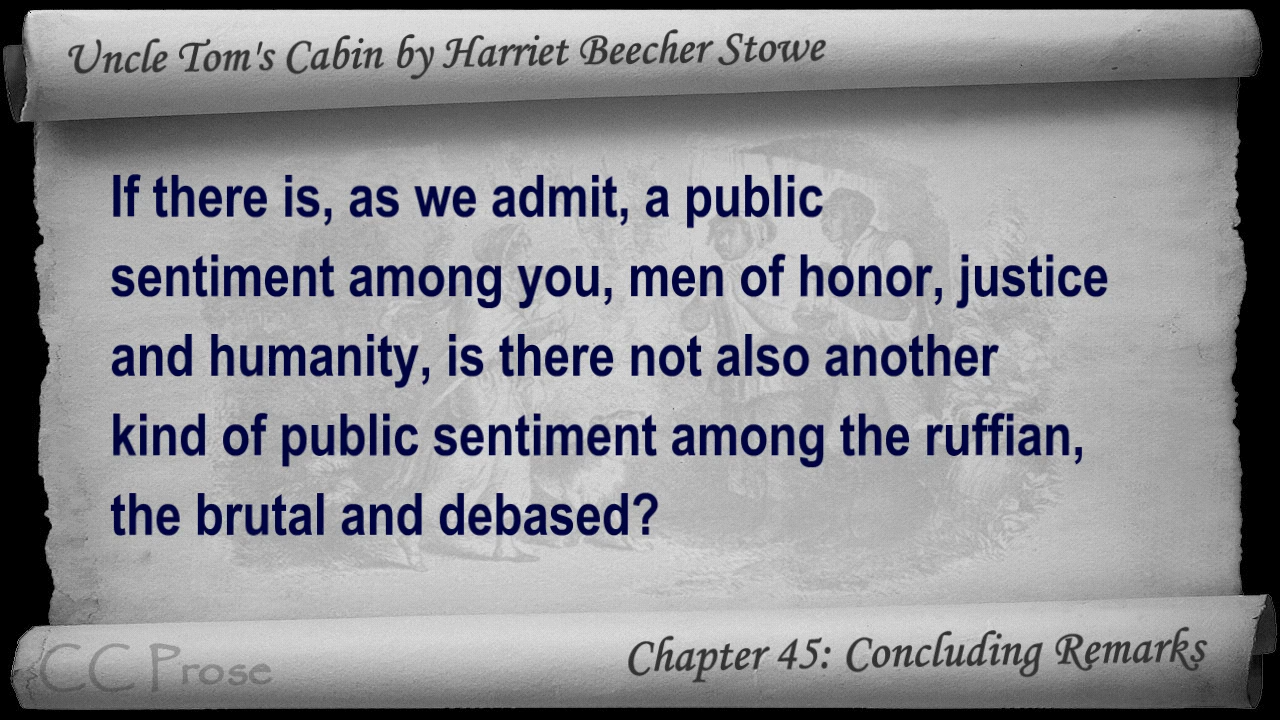 Uncle Tom's Cabin by Harriet Beecher Stowe
If there is, as we admit, a public
sentiment among you, men of honor, justice
and humanity, is there not also another
kind of public sentiment among the ruffian,
the brutal and debased?
CC Prose
Chapter 45: Concluding Remarks